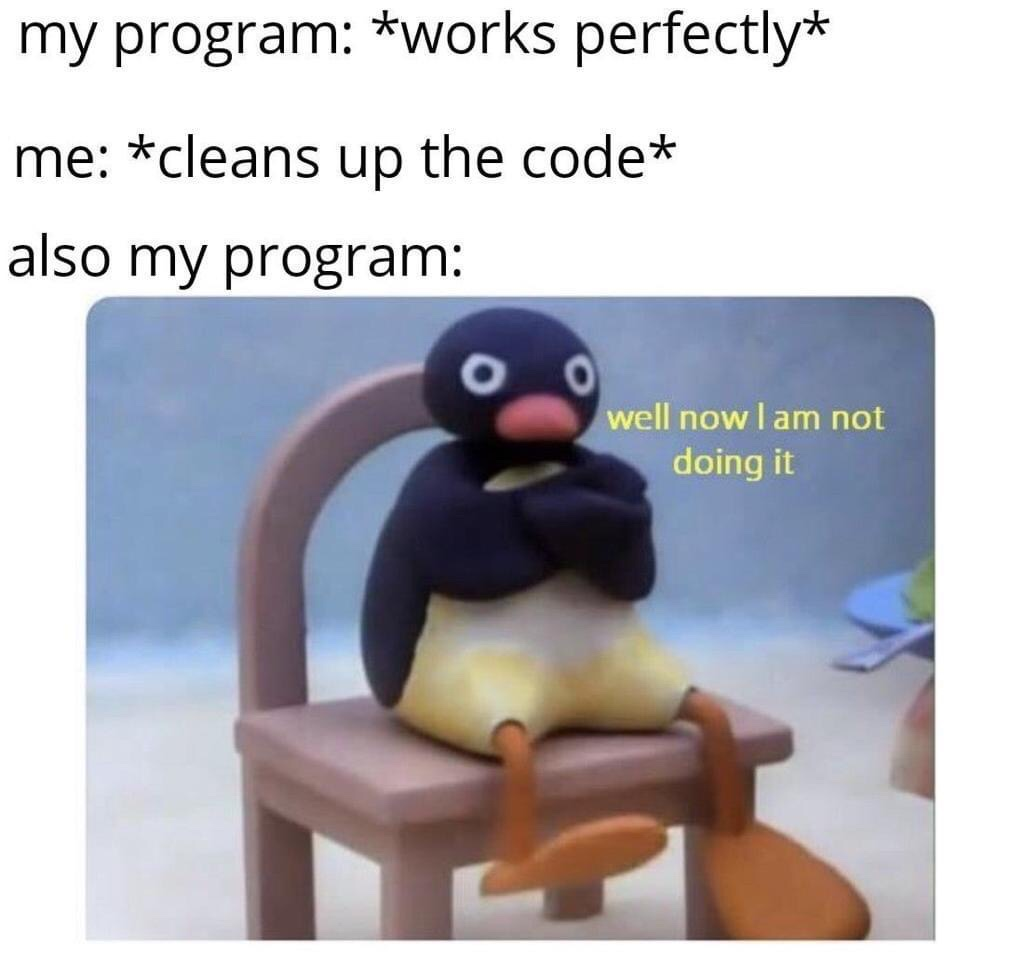 my program: *works perfectly*
me: *cleans up the code*
also my program:
well now I am not
doing it